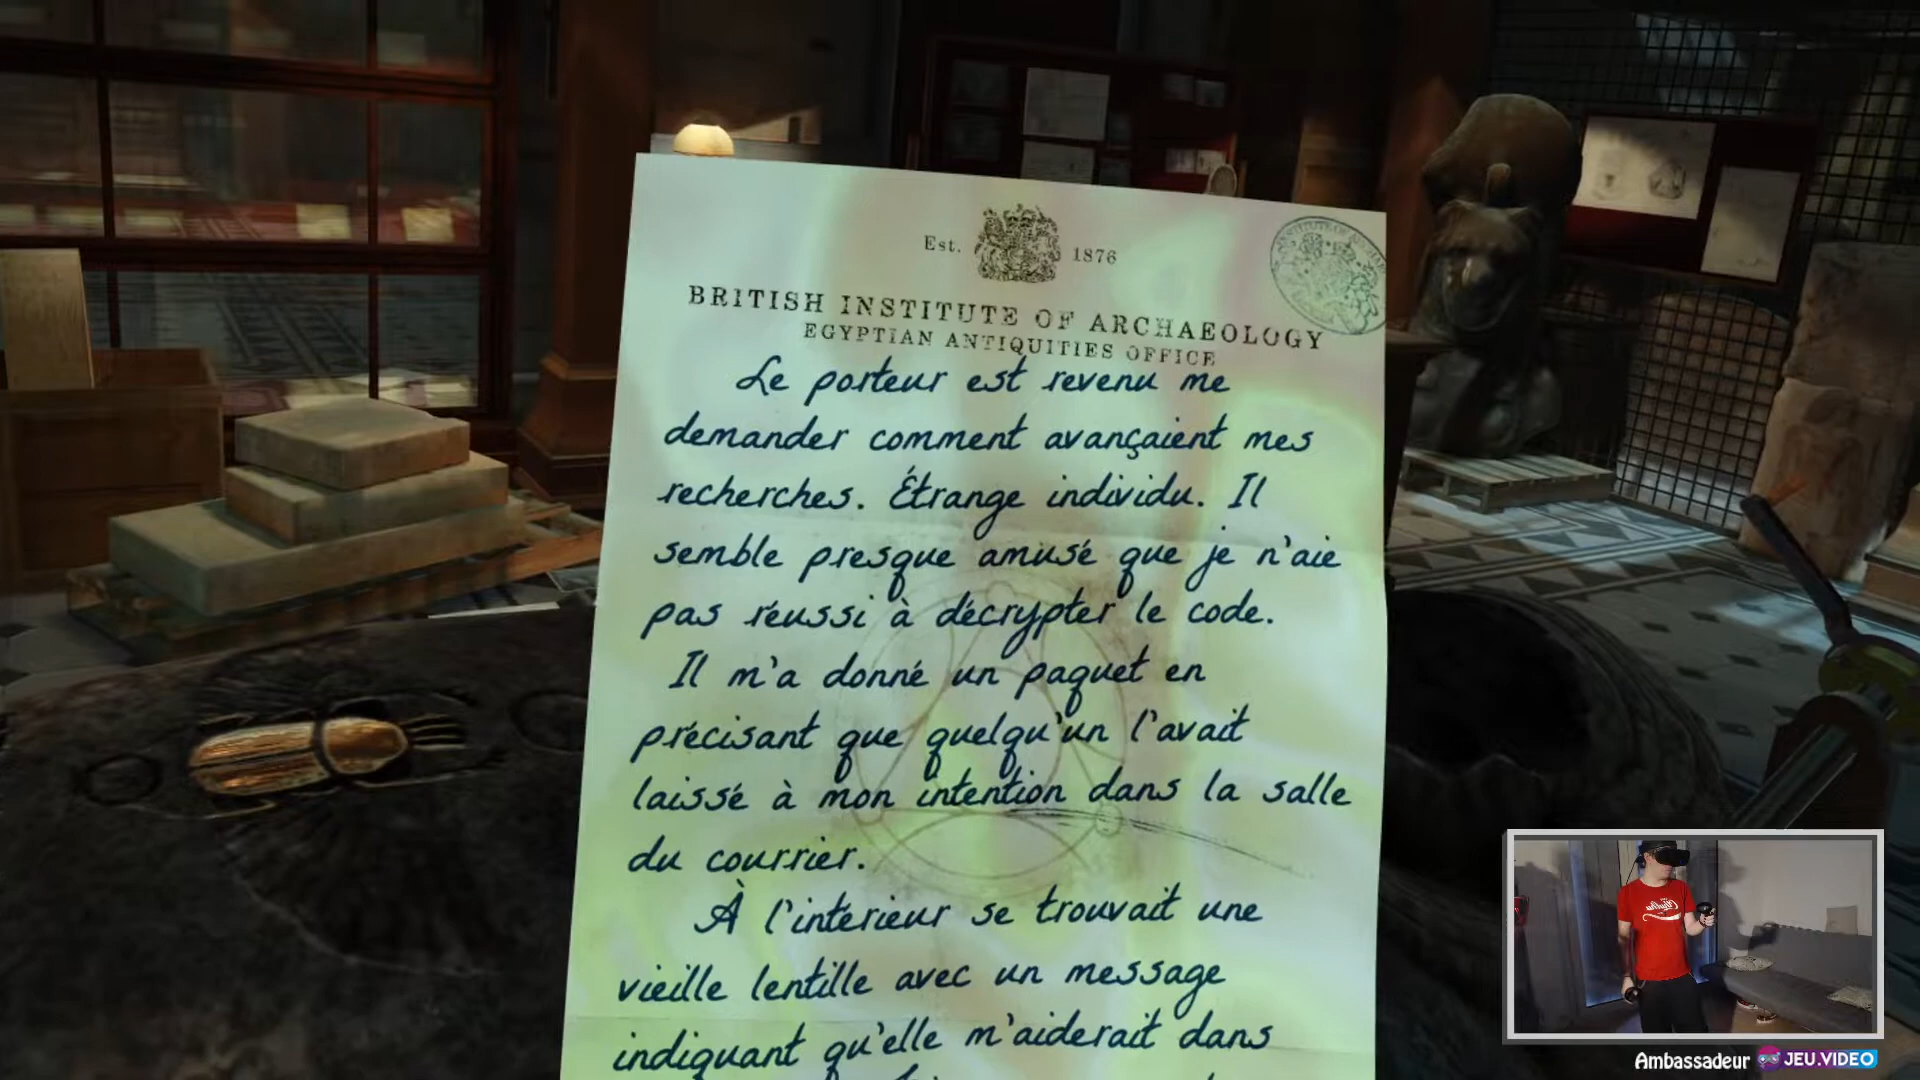 Est. 1876
BRITISH INSTITUTE OF ARCHAEOLOGY
EGYPTIAN ANTIQUITIES OFFICE
Le porteur est revenu me
demander comment avançaient mes
recherches. Étrange individu. Il
semble presque amusé que je n'aie
pas réussi à décrypter le code.
Il m'a donné un paquet en
précisant que quelqu'un l'avait
laissé à mon intention dans la salle
du courrier.
À l'intérieur se trouvait une
vieille lentille avec un message
indiquant qu'elle m'aiderait dans
Ambassadeur JEU.VIDEO